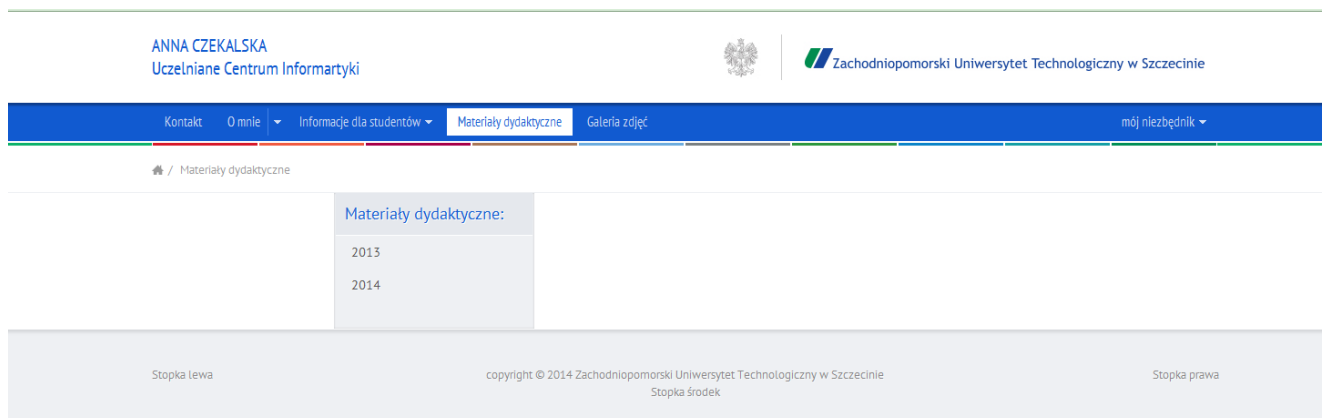 ANNA CZEKALSKA
Uczelniane Centrum Informartyki
Zachodniopomorski Uniwersytet Technologiczny w Szczecinie
Kontakt O mnie Informacje dla studentów Materiały dydaktyczne Galeria zdjęć mój niezbędnik
/ Materiały dydaktyczne
Materiały dydaktyczne:
2013
2014
Stopka lewa copyright © 2014 Zachodniopomorski Uniwersytet Technologiczny w Szczecinie Stopka prawa
Stopka środek